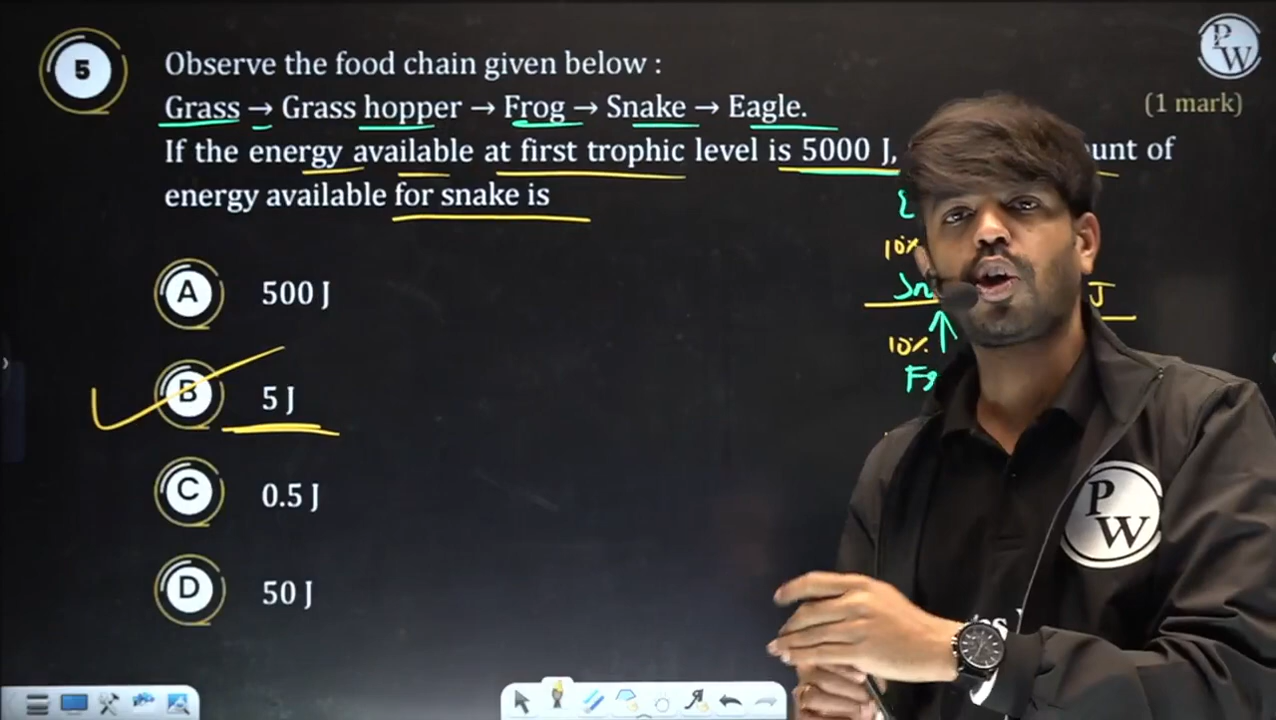 5
Observe the food chain given below :
Grass → Grass hopper → Frog → Snake → Eagle.
(1 mark)
If the energy available at first trophic level is 5000 J, unt of
energy available for snake is
A 500 J
B 5 J
C 0.5 J
D 50 J
10%
Sn J
10%
Fr
P W
P W